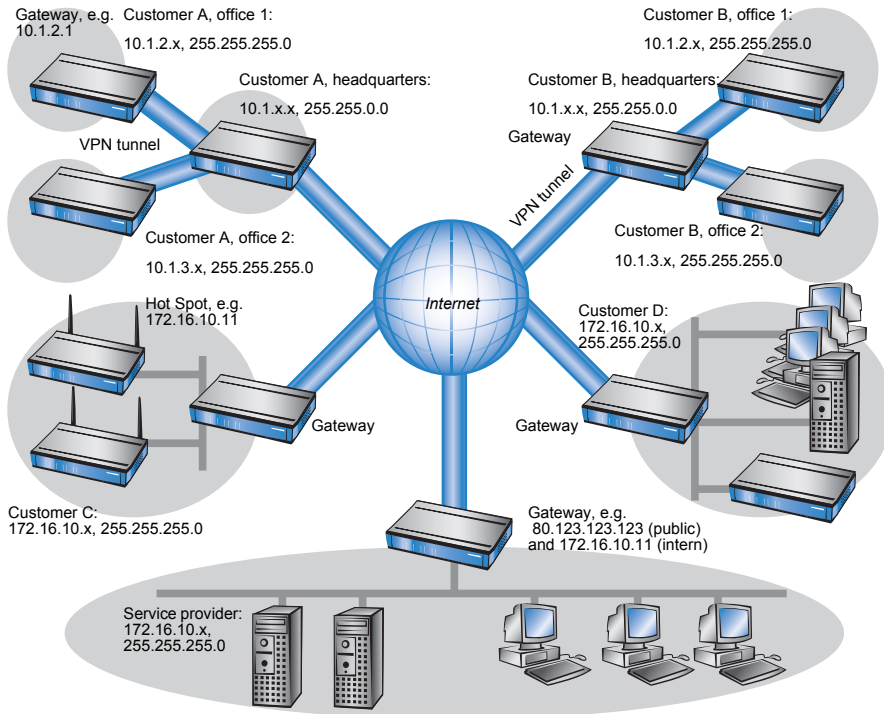 Gateway, e.g.
10.1.2.1
Customer A, office 1:
10.1.2.x, 255.255.255.0
Customer A, headquarters:
10.1.x.x, 255.255.0.0
VPN tunnel
Customer A, office 2:
10.1.3.x, 255.255.255.0
Customer B, office 1:
10.1.2.x, 255.255.255.0
Customer B, headquarters:
10.1.x.x, 255.255.0.0
Gateway
VPN tunnel
Customer B, office 2:
10.1.3.x, 255.255.255.0
Internet
Hot Spot, e.g.
172.16.10.11
Gateway
Customer C:
172.16.10.x, 255.255.255.0
Customer D:
172.16.10.x,
255.255.255.0
Gateway
Gateway, e.g.
80.123.123.123 (public)
and 172.16.10.11 (intern)
Service provider:
172.16.10.x,
255.255.255.0